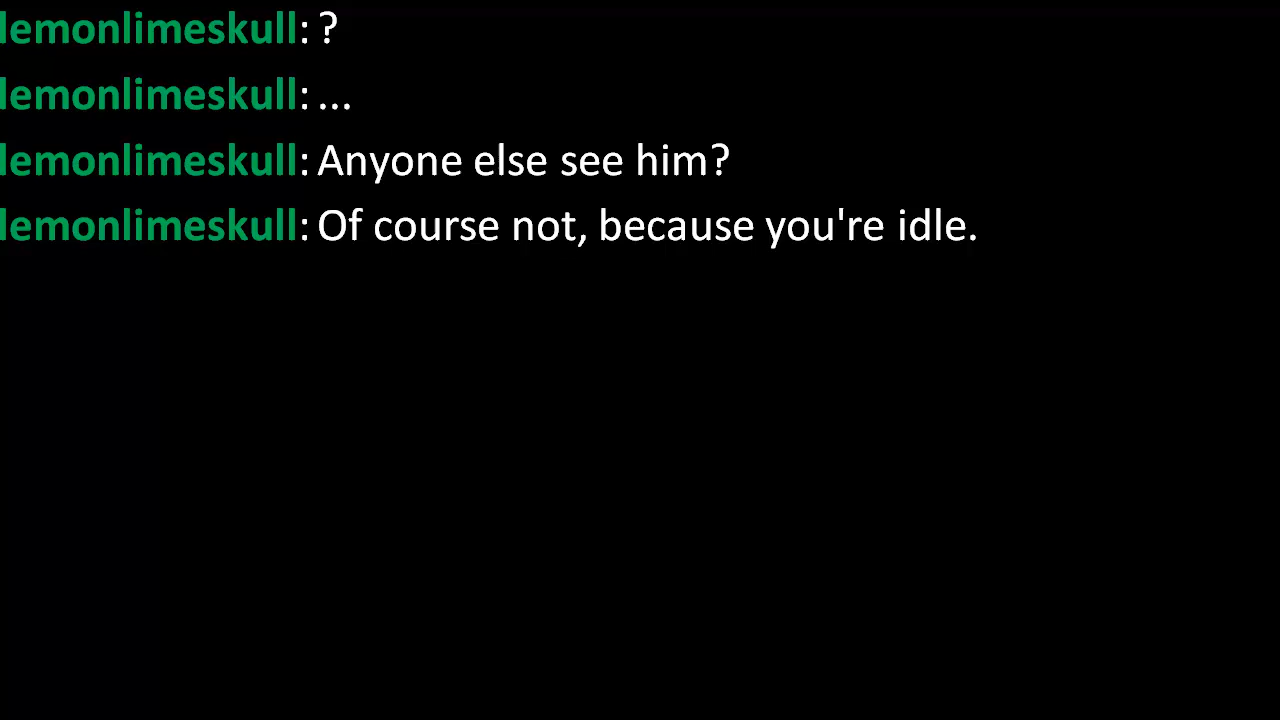 lemonlimeskull: ?
lemonlimeskull: ...
lemonlimeskull: Anyone else see him?
lemonlimeskull: Of course not, because you're idle.